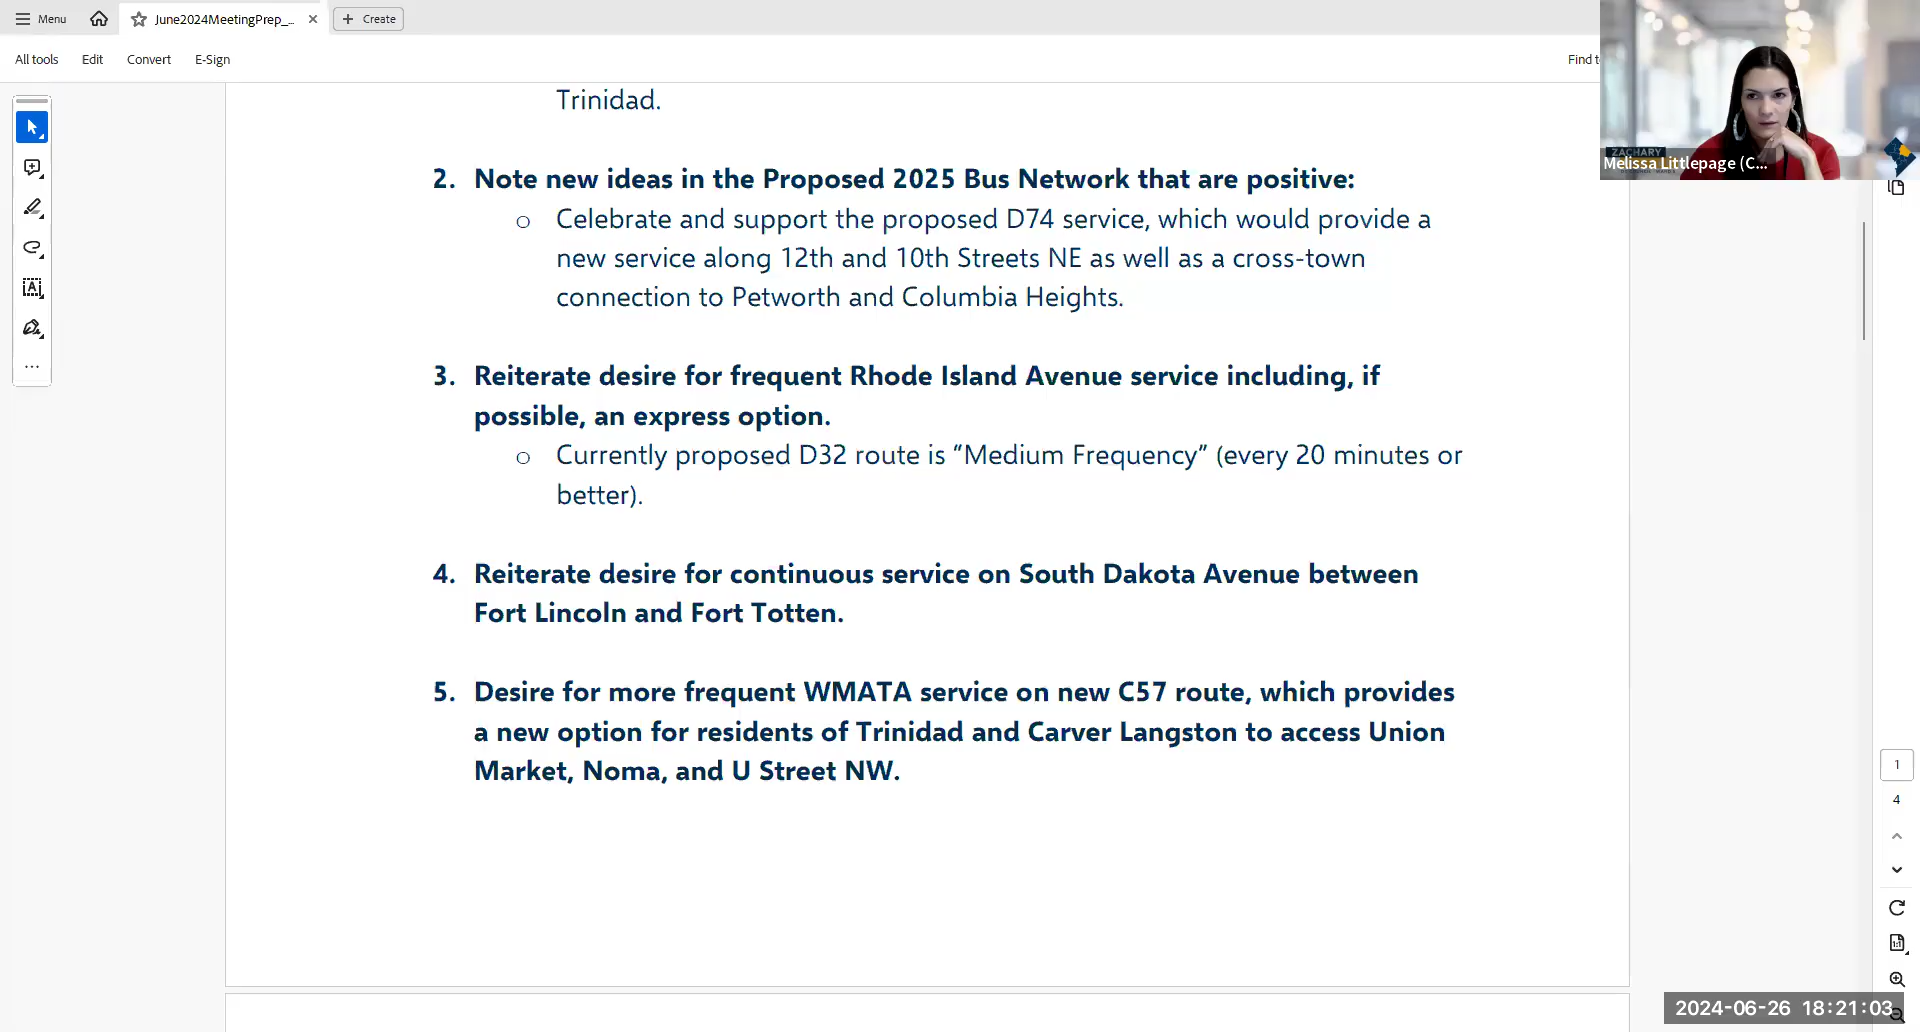 Menu
June2024MeetingPrep_...
Create
All tools
Edit
Convert
E-Sign
Find t
Trinidad.
2. Note new ideas in the Proposed 2025 Bus Network that are positive:
o Celebrate and support the proposed D74 service, which would provide a
new service along 12th and 10th Streets NE as well as a cross-town
connection to Petworth and Columbia Heights.
3. Reiterate desire for frequent Rhode Island Avenue service including, if
possible, an express option.
o Currently proposed D32 route is “Medium Frequency” (every 20 minutes or
better).
4. Reiterate desire for continuous service on South Dakota Avenue between
Fort Lincoln and Fort Totten.
5. Desire for more frequent WMATA service on new C57 route, which provides
a new option for residents of Trinidad and Carver Langston to access Union
Market, Noma, and U Street NW.
ZACHARY
Melissa Littlepage (C...
1
4
2024-06-26 18:21:03